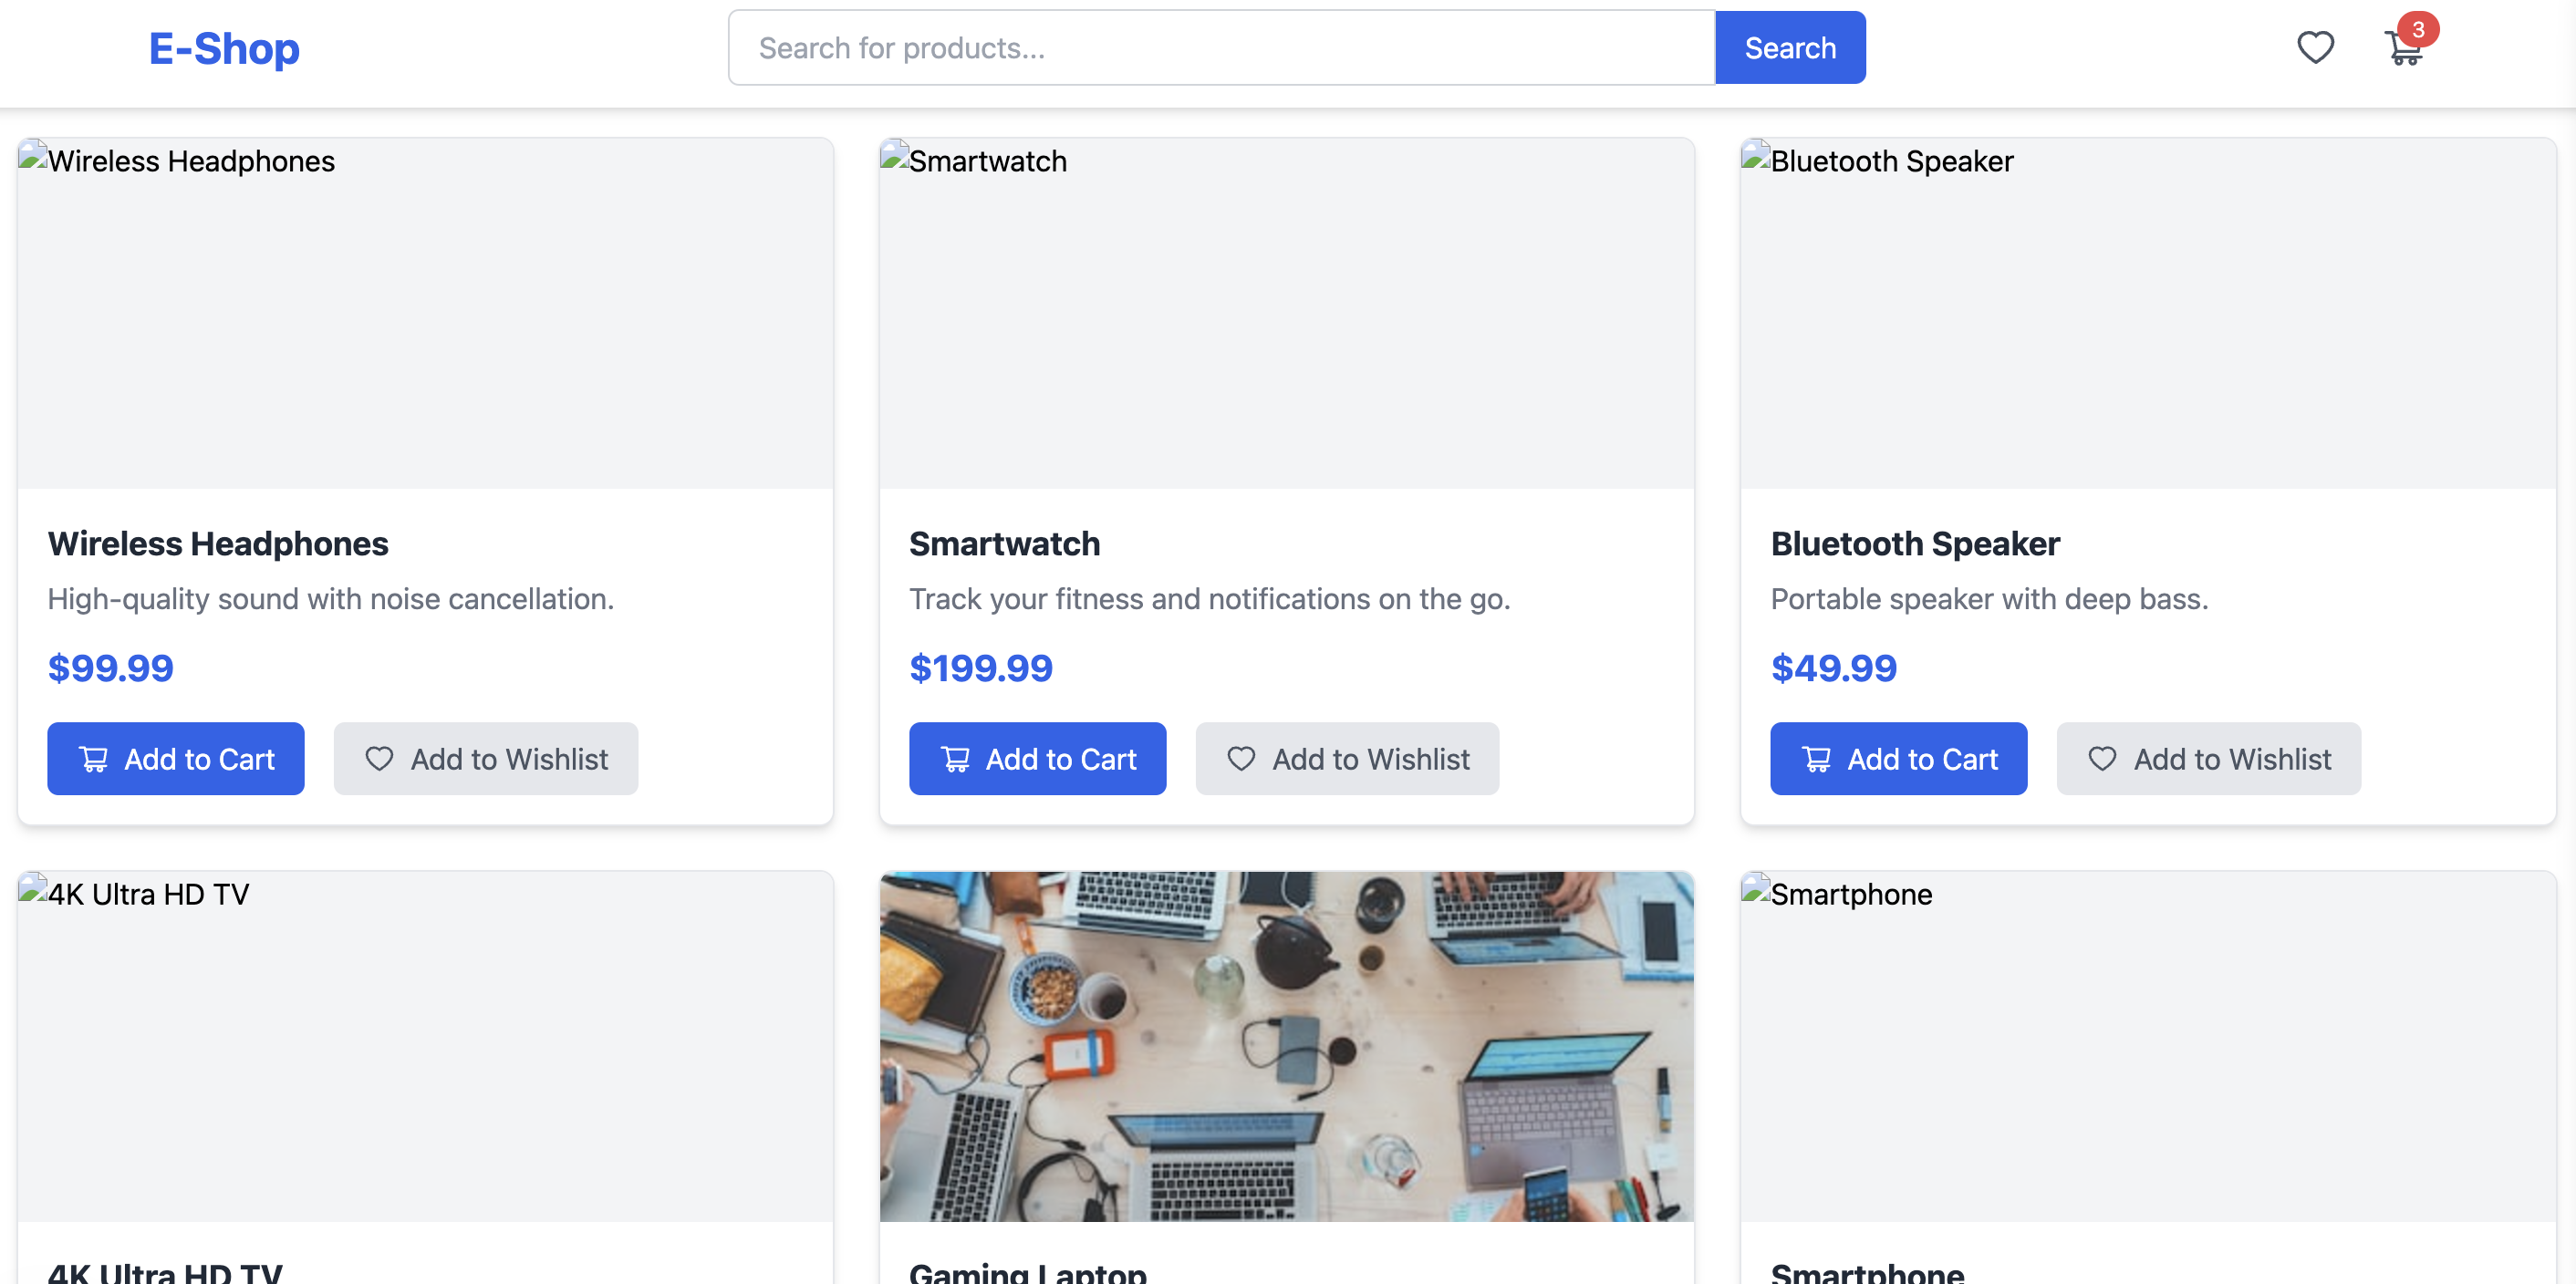 E-Shop
Search for products...
Search
3
Wireless Headphones
Smartwatch
Bluetooth Speaker
Wireless Headphones
High-quality sound with noise cancellation.
$99.99
Add to Cart
Add to Wishlist
Smartwatch
Track your fitness and notifications on the go.
$199.99
Add to Cart
Add to Wishlist
Bluetooth Speaker
Portable speaker with deep bass.
$49.99
Add to Cart
Add to Wishlist
4K Ultra HD TV
Smartphone
4K Ultra HD TV
Gaming Laptop
Smartphone